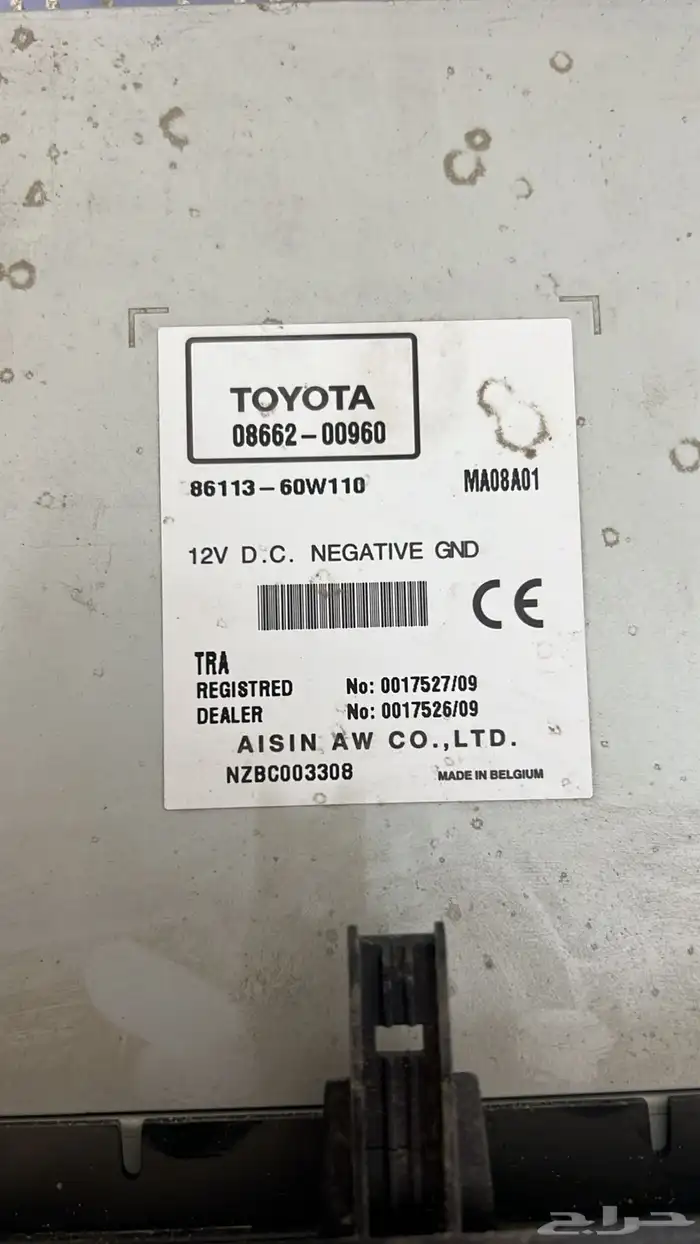 TOYOTA
08662-00960
86113-60W110
MA08A01
12V D.C. NEGATIVE GND
CE
TRA
REGISTRED No: 0017527/09
DEALER No: 0017526/09
AISIN AW CO.,LTD.
NZBC003308
MADE IN BELGIUM
حراج